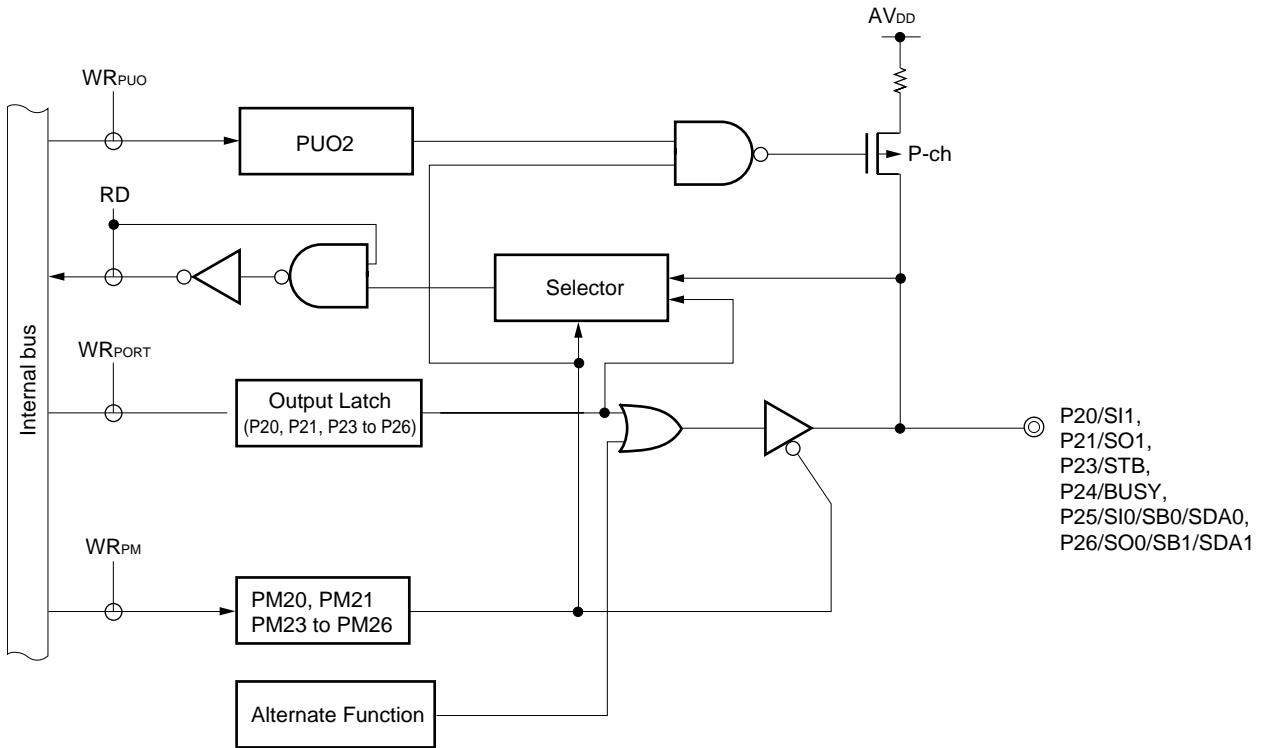 AVDD
WRPUO
PUO2
P-ch
RD
Selector
Internal bus
WRPORT
Output Latch
(P20, P21, P23 to P26)
P20/SI1,
P21/SO1,
P23/STB,
P24/BUSY,
P25/SI0/SB0/SDA0,
P26/SO0/SB1/SDA1
WRPM
PM20, PM21
PM23 to PM26
Alternate Function